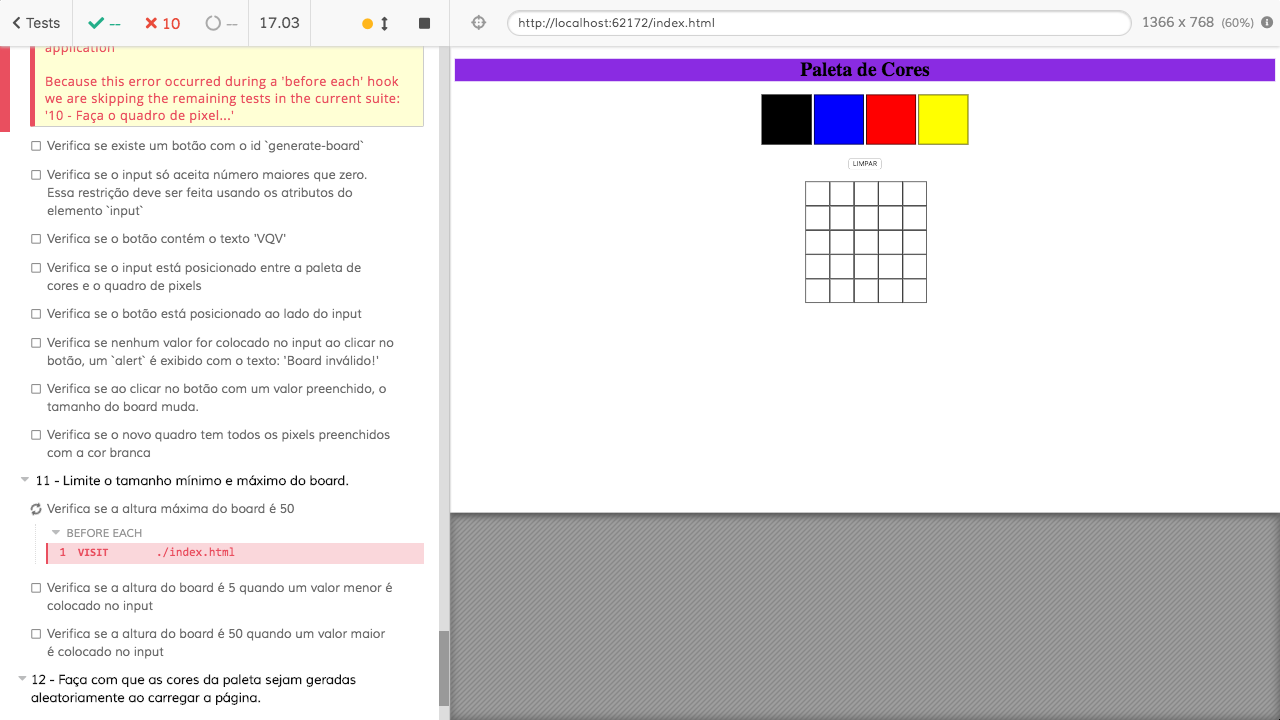 Tests
--
10
--
17.03
http://localhost:62172/index.html
1366 x 768 (60%)
application
Because this error occurred during a 'before each' hook
we are skipping the remaining tests in the current suite:
'10 - Faça o quadro de pixel...'
Verifica se existe um botão com o id `generate-board`
Verifica se o input só aceita número maiores que zero.
Essa restrição deve ser feita usando os atributos do
elemento `input`
Verifica se o botão contém o texto 'VQV'
Verifica se o input está posicionado entre a paleta de
cores e o quadro de pixels
Verifica se o botão está posicionado ao lado do input
Verifica se nenhum valor for colocado no input ao clicar no
botão, um `alert` é exibido com o texto: 'Board inválido!'
Verifica se ao clicar no botão com um valor preenchido, o
tamanho do board muda.
Verifica se o novo quadro tem todos os pixels preenchidos
com a cor branca
11 - Limite o tamanho mínimo e máximo do board.
Verifica se a altura máxima do board é 50
BEFORE EACH
1 VISIT ./index.html
Verifica se a altura do board é 5 quando um valor menor é
colocado no input
Verifica se a altura do board é 50 quando um valor maior
é colocado no input
12 - Faça com que as cores da paleta sejam geradas
aleatoriamente ao carregar a página.
Paleta de Cores
LIMPAR